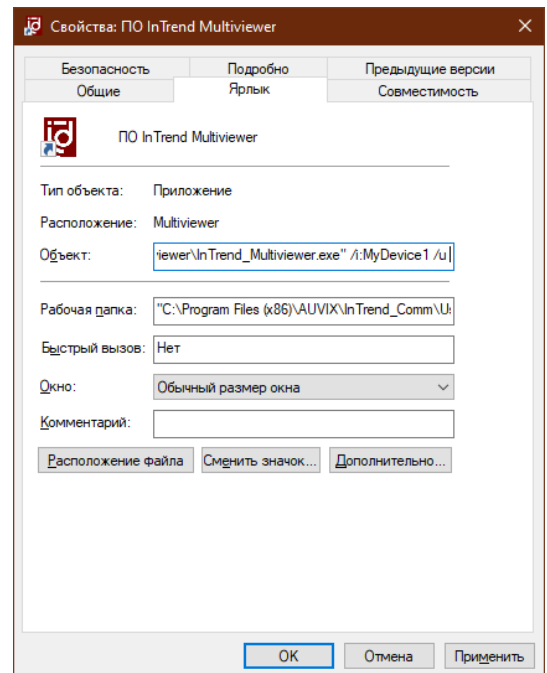 Свойства: ПО InTrend Multiviewer
Безопасность Подробно Предыдущие версии
Общие Ярлык Совместимость
ПО InTrend Multiviewer
Тип объекта: Приложение
Расположение: Multiviewer
Объект: viewer\InTrend_Multiviewer.exe" /i:MyDevice1 /u
Рабочая папка: "C:\Program Files (x86)\AUVIX\InTrend_Comm\Us
Быстрый вызов: Нет
Окно: Обычный размер окна
Комментарий:
Расположение файла Сменить значок... Дополнительно...
OK Отмена Применить